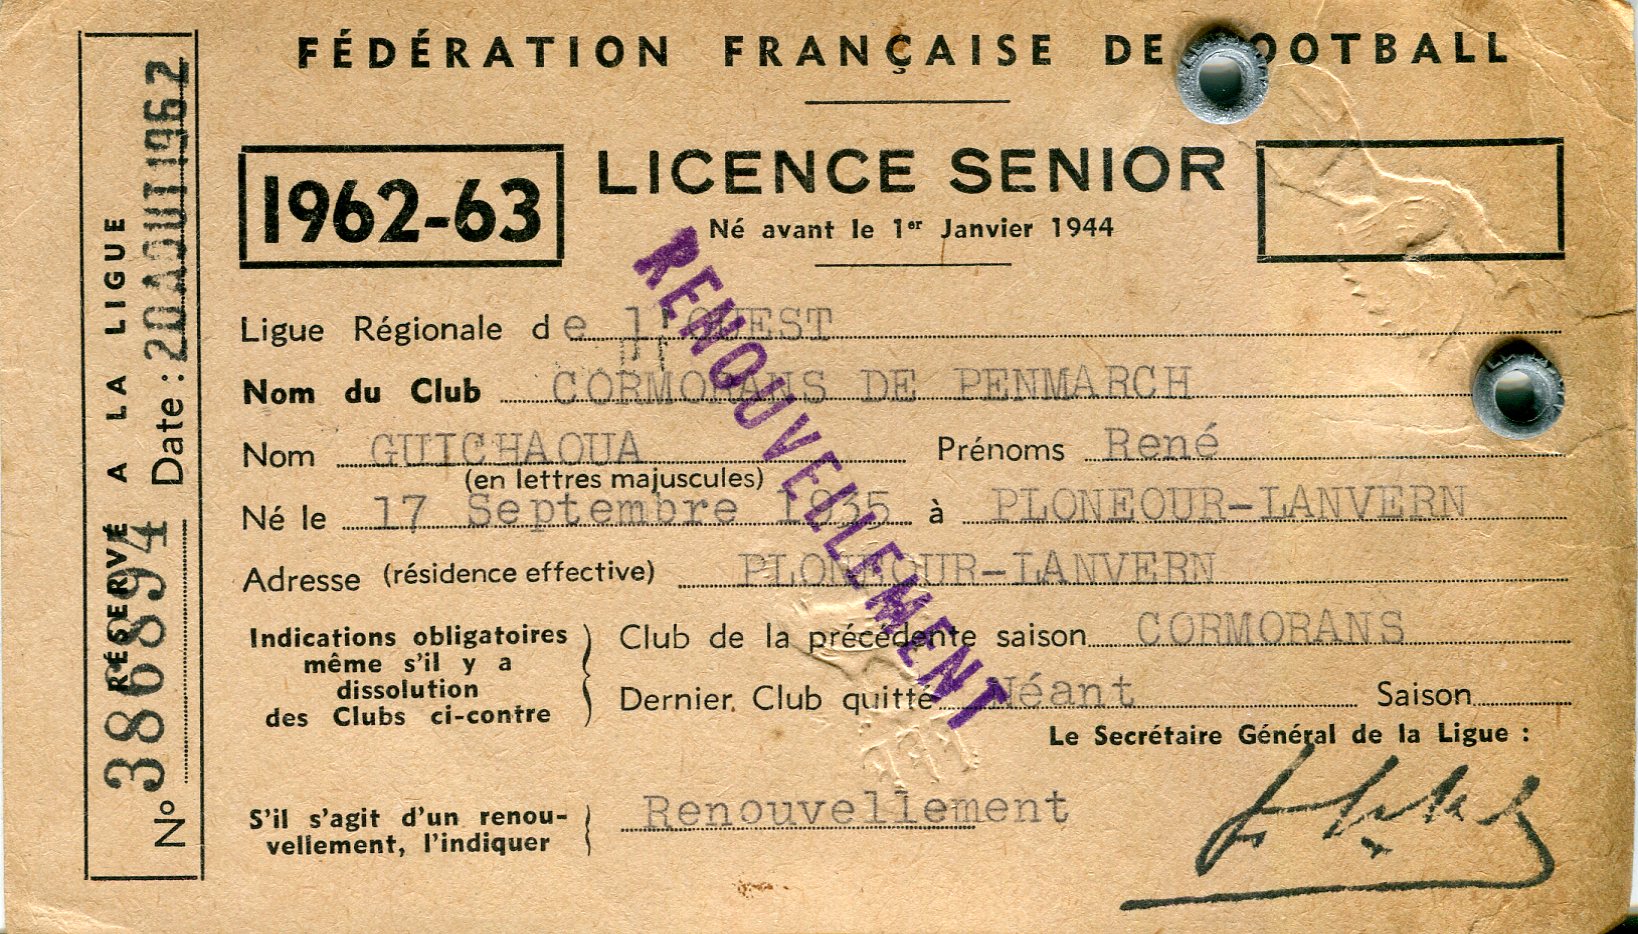 FÉDÉRATION FRANÇAISE DE FOOTBALL
1962-63
LICENCE SENIOR
Né avant le 1er Janvier 1944
RÉSERVÉ A LA LIGUE
N° 386894 Date : 20 AOUT 1962
Ligue Régionale de l'OUEST
Nom du Club CORMORANS DE PENMARCH
Nom GUICHAOUA Prénoms René
(en lettres majuscules)
Né le 17 Septembre 1935 à PLONEOUR-LANVERN
Adresse (résidence effective) PLONEOUR-LANVERN
Indications obligatoires
même s'il y a
dissolution
des Clubs ci-contre
Club de la précédente saison CORMORANS
Dernier Club quitté Néant Saison
Le Secrétaire Général de la Ligue :
S'il s'agit d'un renou-
vellement, l'indiquer
Renouvellement
RENOUVELLEMENT